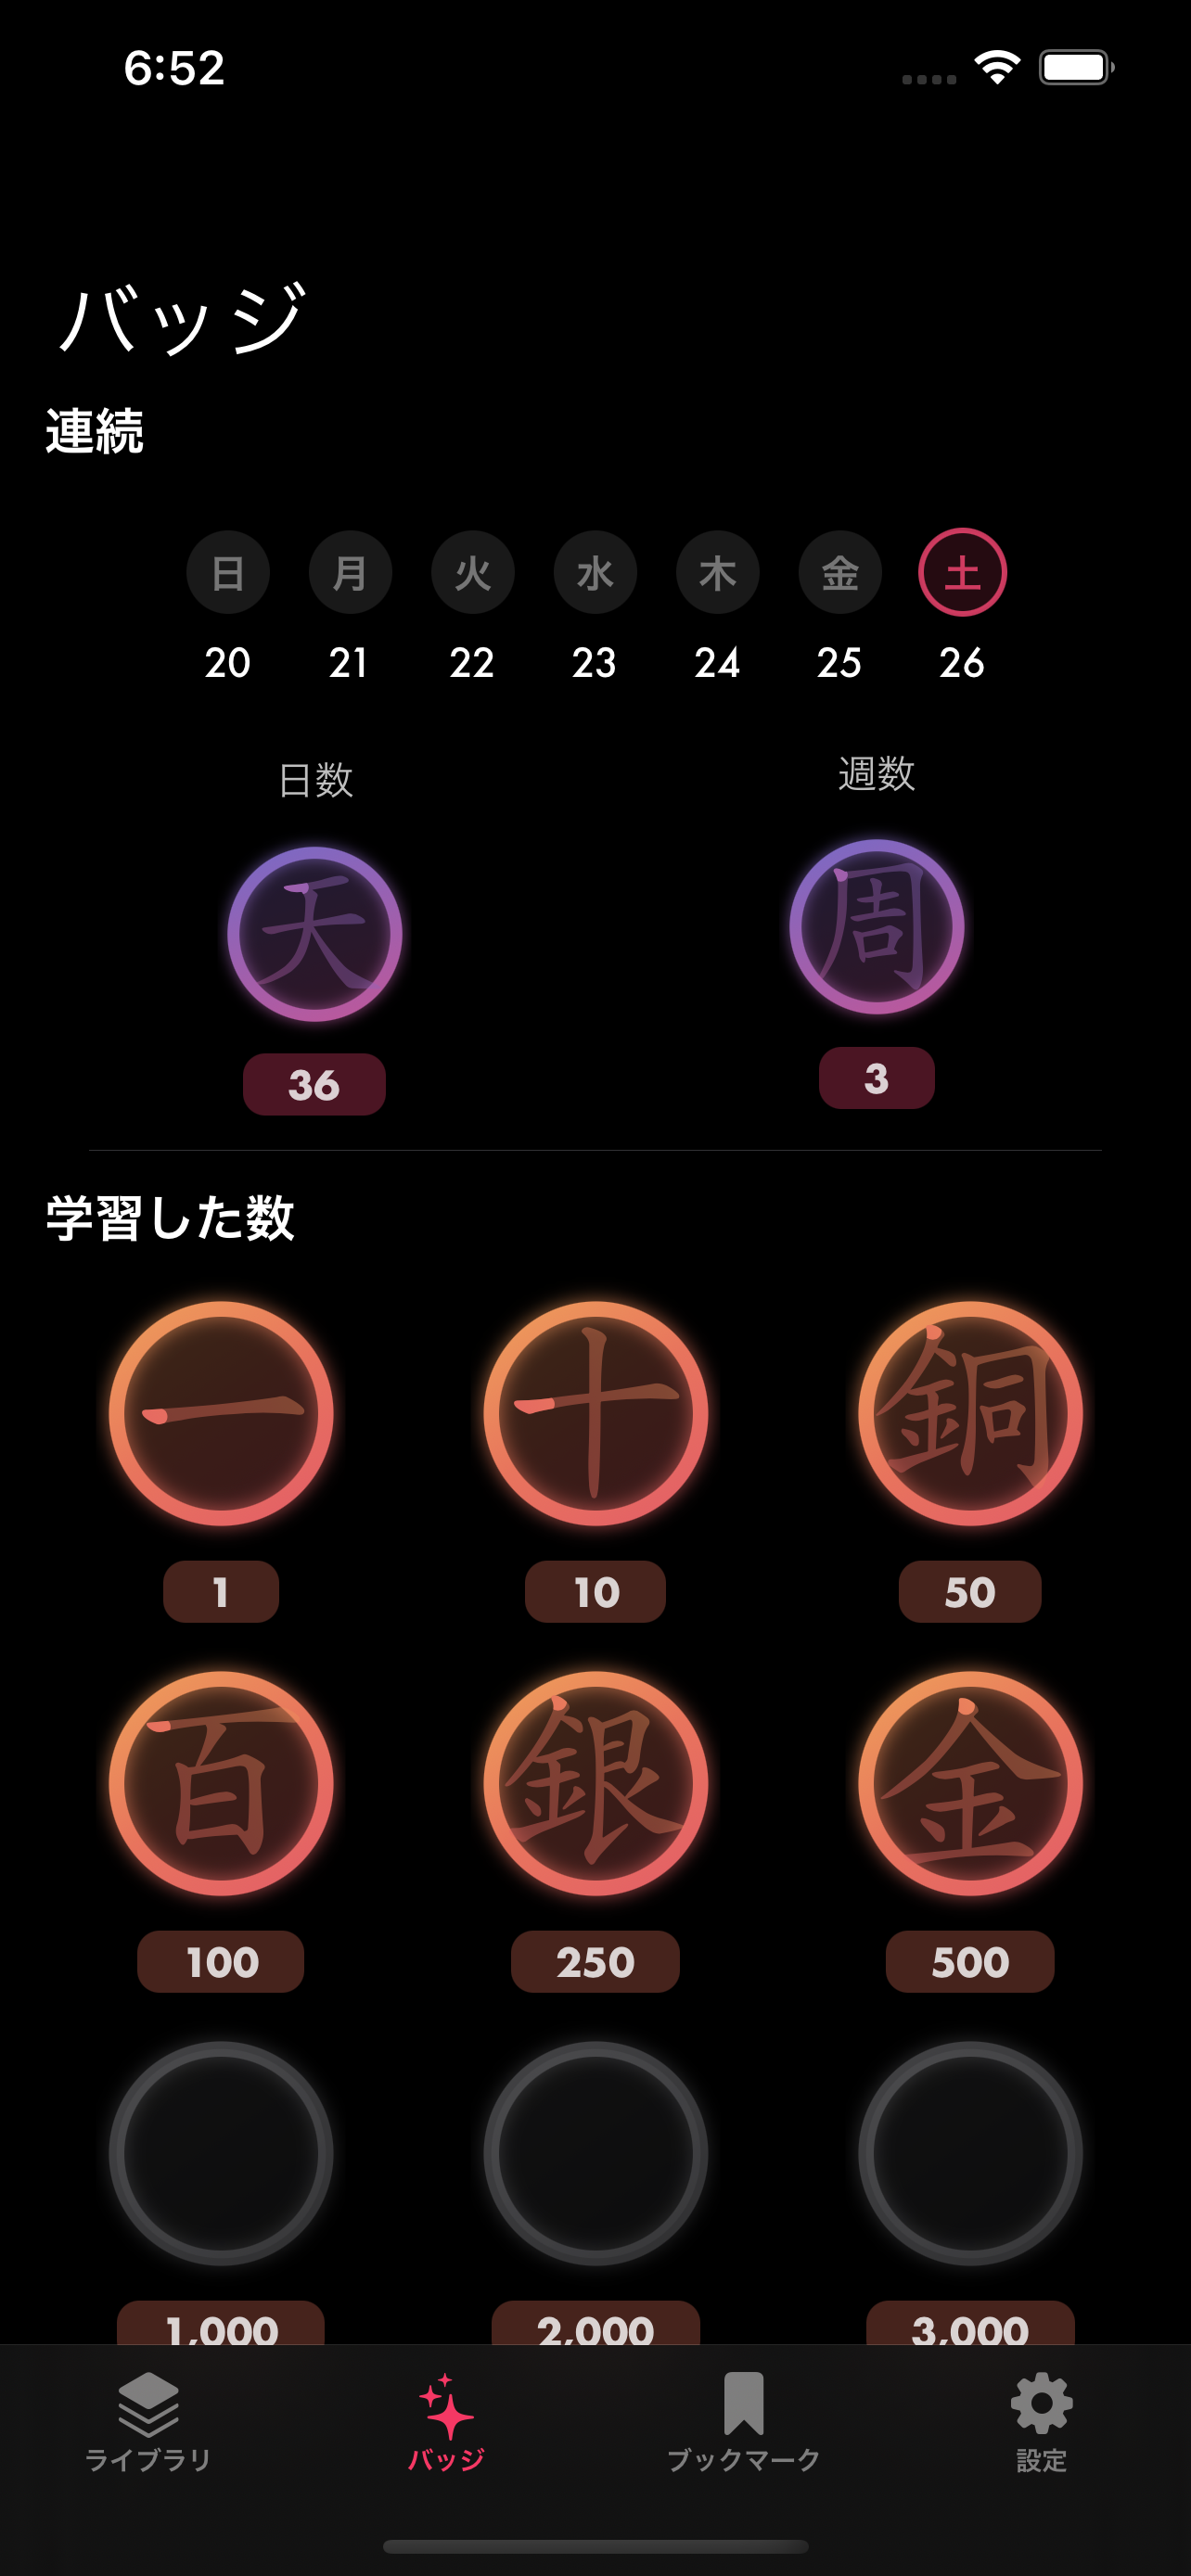 6:52
バッジ
連続
日 月 火 水 木 金 土
20 21 22 23 24 25 26
日数 週数
天 周
36 3
学習した数
一 十 銅
1 10 50
百 銀 金
100 250 500
1,000 2,000 3,000
ライブラリ バッジ ブックマーク 設定